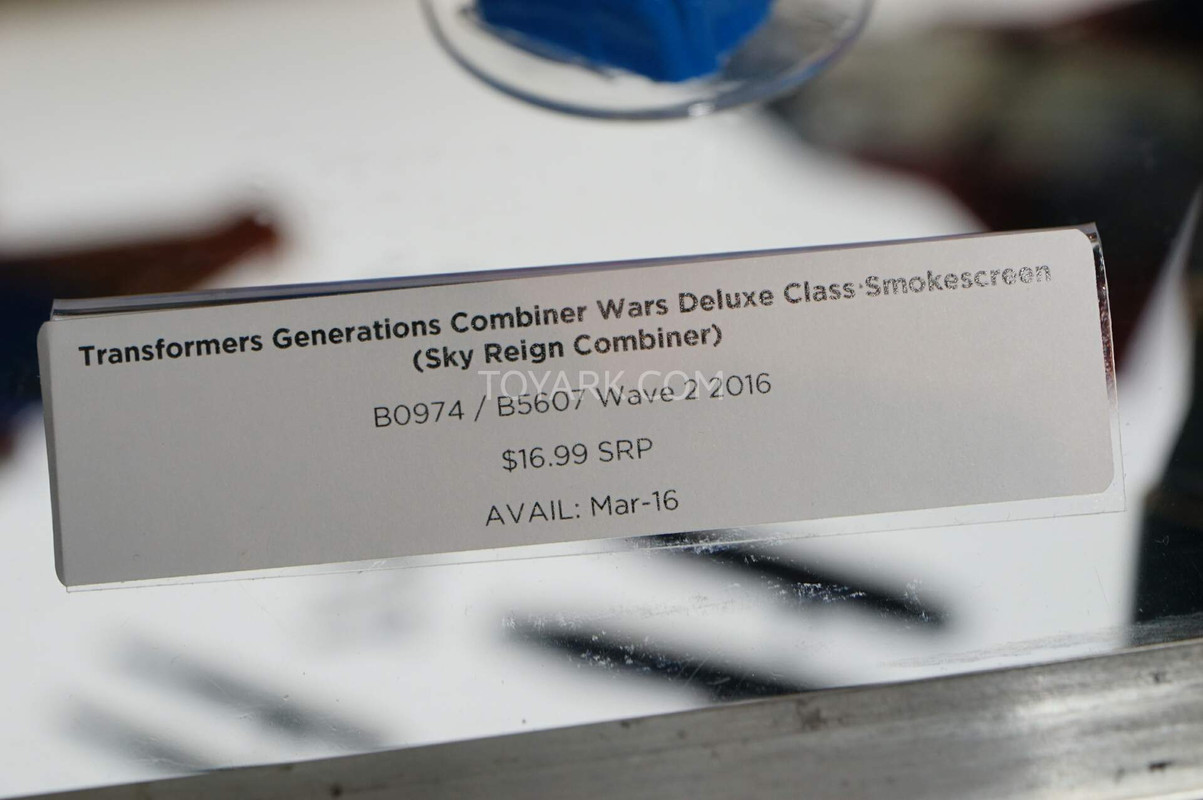 Transformers Generations Combiner Wars Deluxe Class Smokescreen
(Sky Reign Combiner)
TOYARK.COM
B0974 / B5607 Wave 2 2016
$16.99 SRP
AVAIL: Mar-16